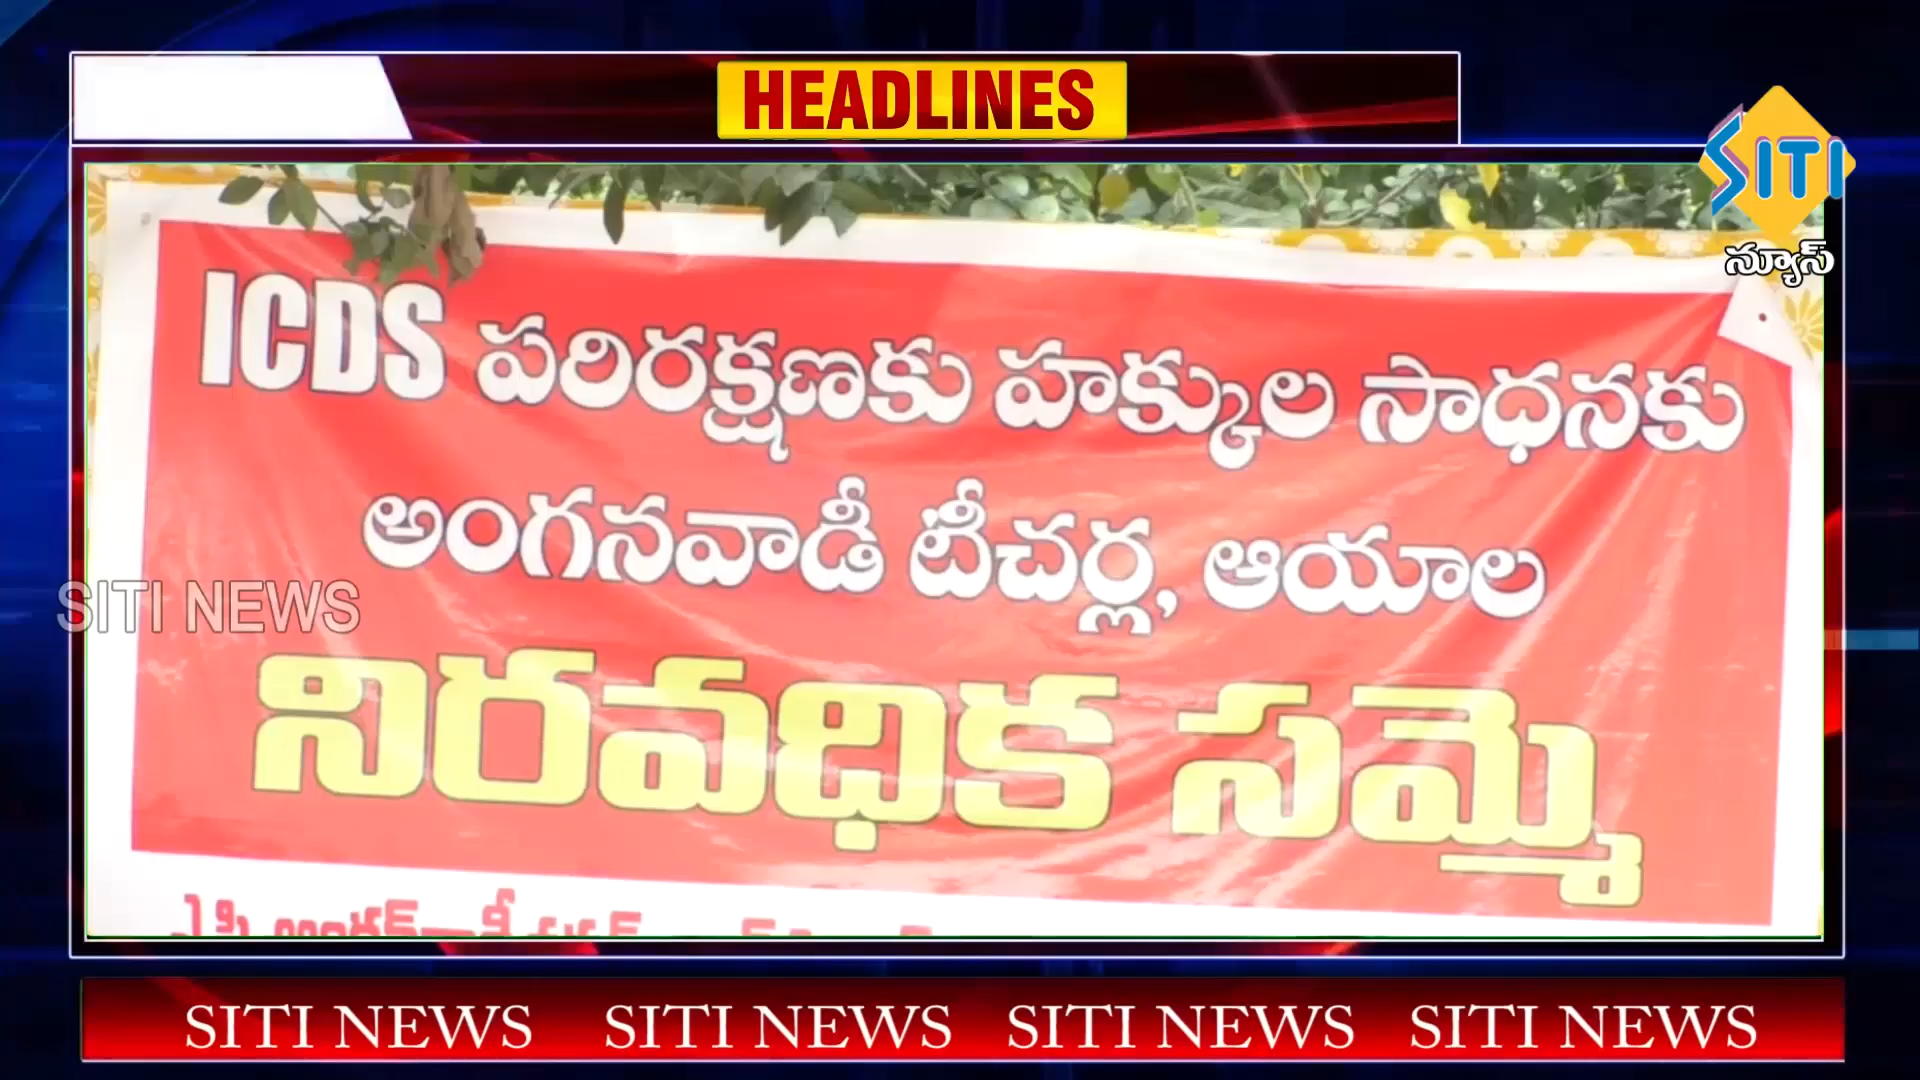 HEADLINES
SITI
న్యూస్
ICDS పరిరక్షణకు హక్కుల సాధనకు
అంగనవాడీ టీచర్ల, ఆయాల
SITI NEWS
నిరవధిక సమ్మె
SITI NEWS SITI NEWS SITI NEWS SITI NEWS